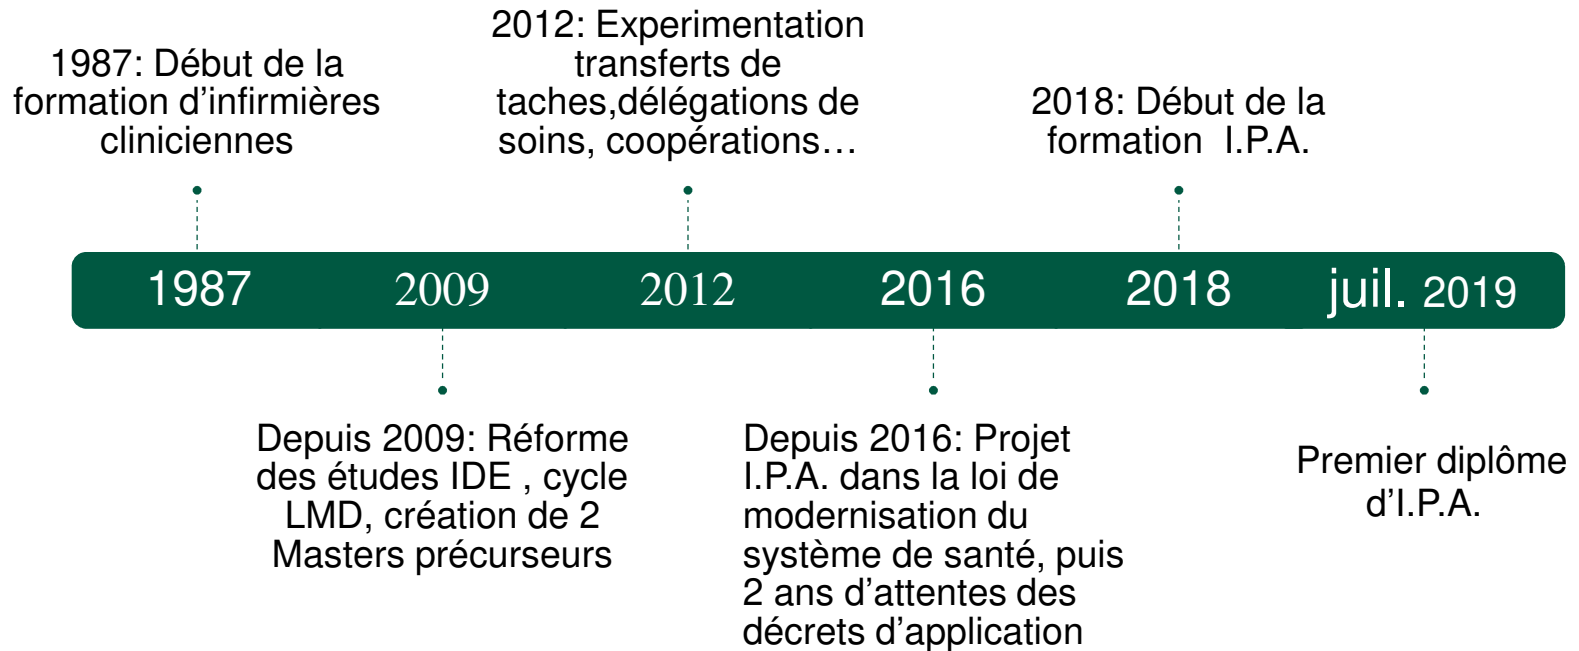 1987: Début de la
formation d’infirmières
cliniciennes
2012: Experimentation
transferts de
taches,délégations de
soins, coopérations…
2018: Début de la
formation I.P.A.
1987
2009
2012
2016
2018
juil. 2019
Depuis 2009: Réforme
des études IDE , cycle
LMD, création de 2
Masters précurseurs
Depuis 2016: Projet
I.P.A. dans la loi de
modernisation du
système de santé, puis
2 ans d’attentes des
décrets d’application
Premier diplôme
d’I.P.A.